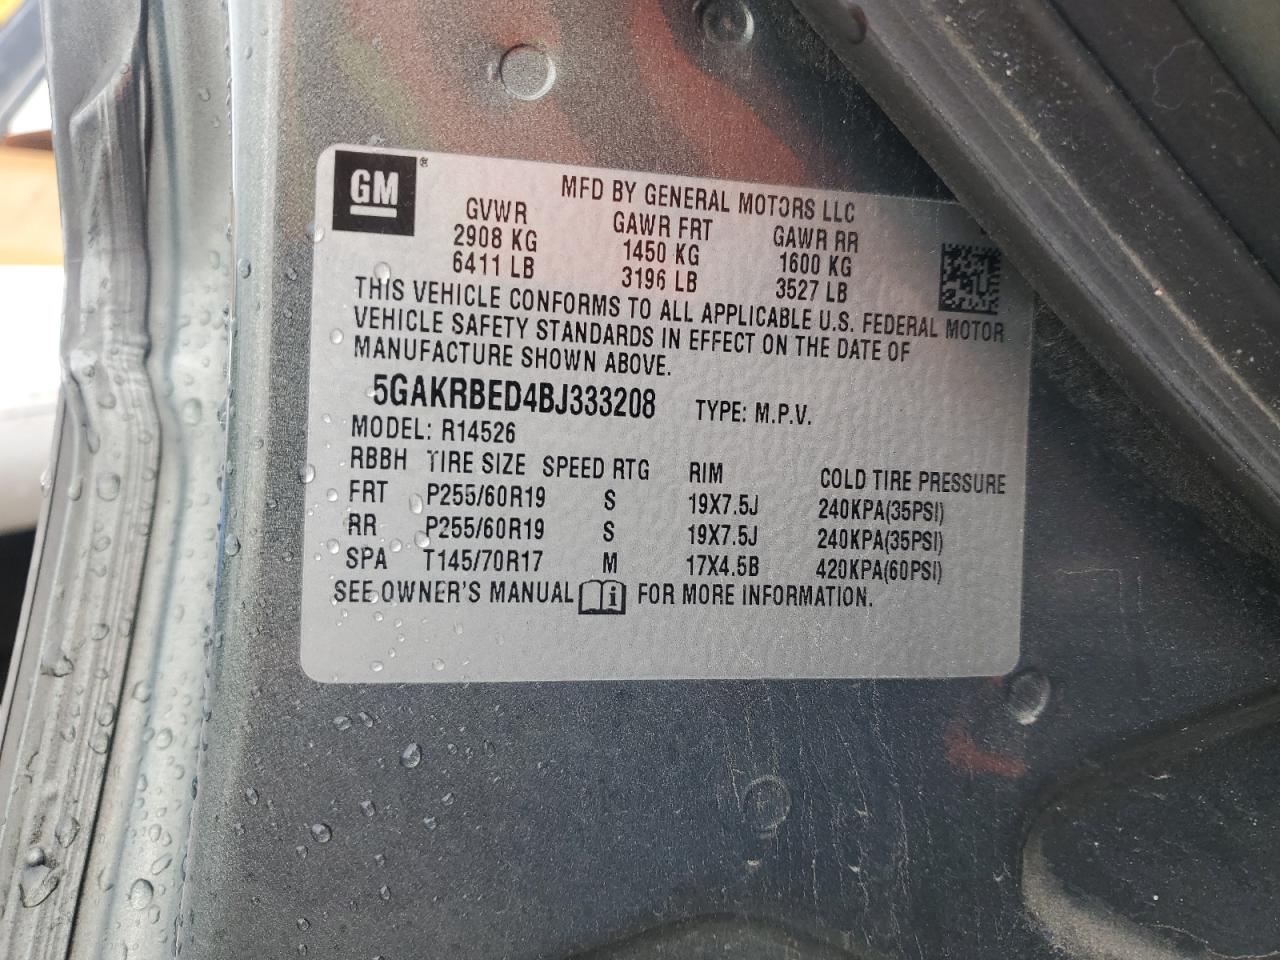 GM ®
MFD BY GENERAL MOTORS LLC
GVWR GAWR FRT GAWR RR
2908 KG 1450 KG 1600 KG
6411 LB 3196 LB 3527 LB
THIS VEHICLE CONFORMS TO ALL APPLICABLE U.S. FEDERAL MOTOR
VEHICLE SAFETY STANDARDS IN EFFECT ON THE DATE OF
MANUFACTURE SHOWN ABOVE.
5GAKRBED4BJ333208 TYPE: M.P.V.
MODEL: R14526
RBBH TIRE SIZE SPEED RTG RIM COLD TIRE PRESSURE
FRT P255/60R19 S 19X7.5J 240KPA(35PSI)
RR P255/60R19 S 19X7.5J 240KPA(35PSI)
SPA T145/70R17 M 17X4.5B 420KPA(60PSI)
SEE OWNER'S MANUAL i FOR MORE INFORMATION.